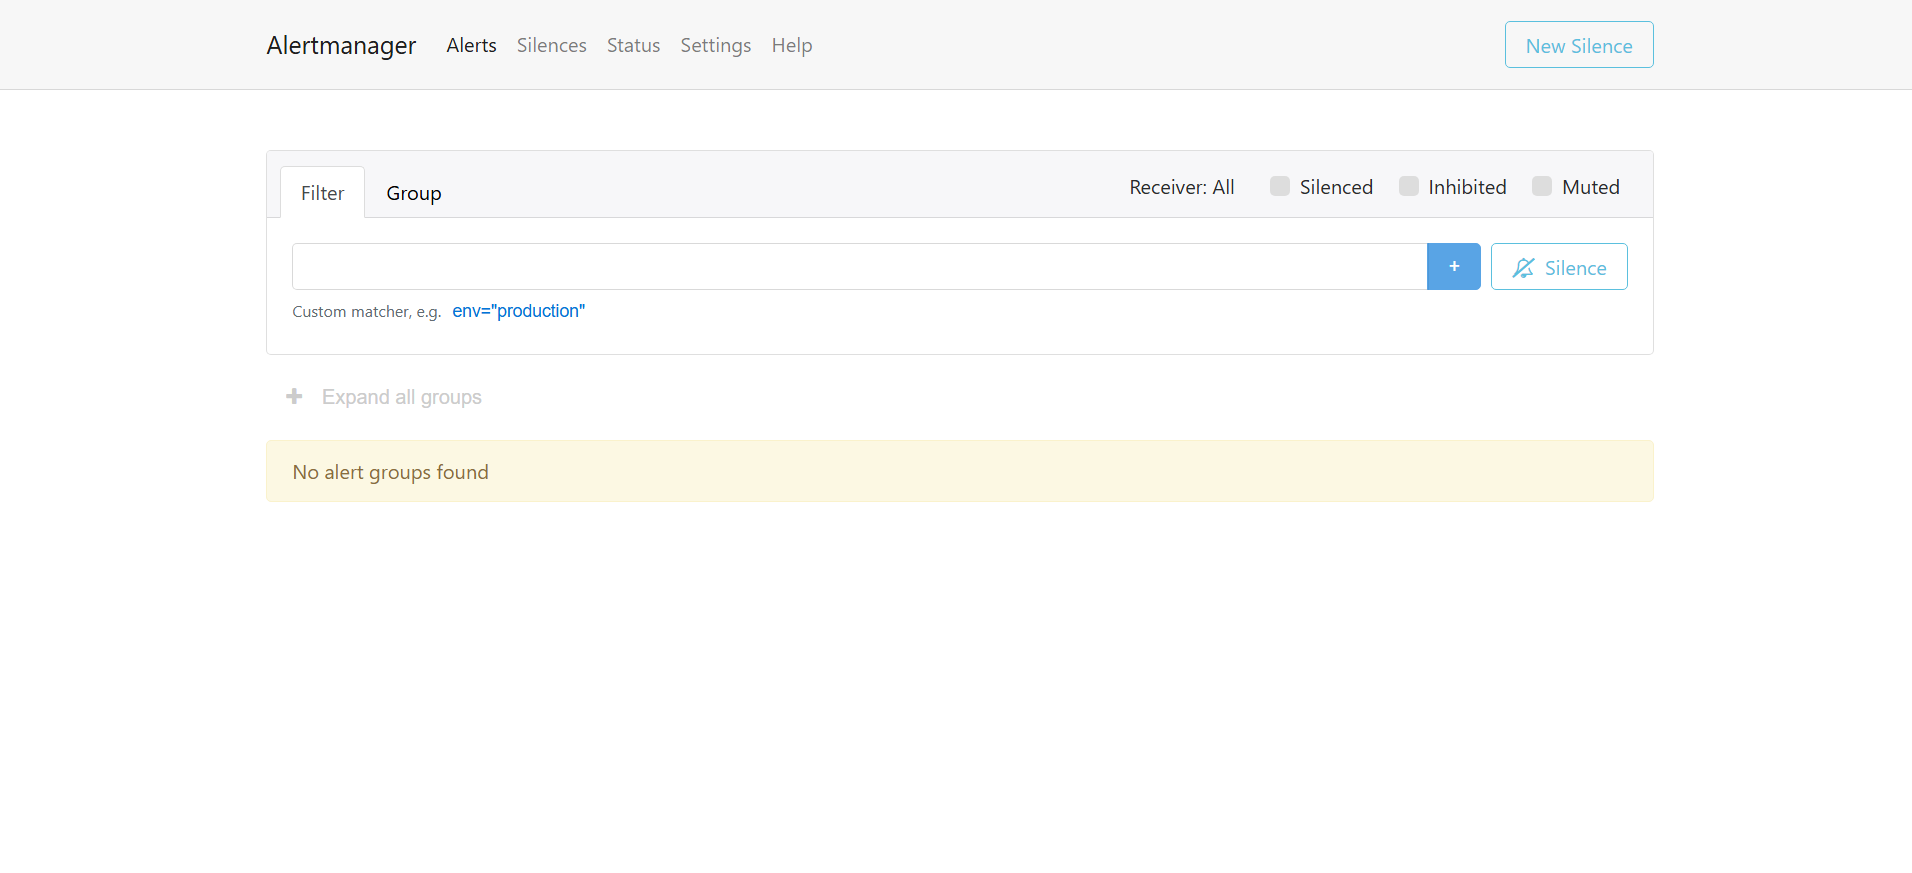 Alertmanager Alerts Silences Status Settings Help New Silence
Filter Group Receiver: All Silenced Inhibited Muted
+ Silence
Custom matcher, e.g. env="production"
+ Expand all groups
No alert groups found